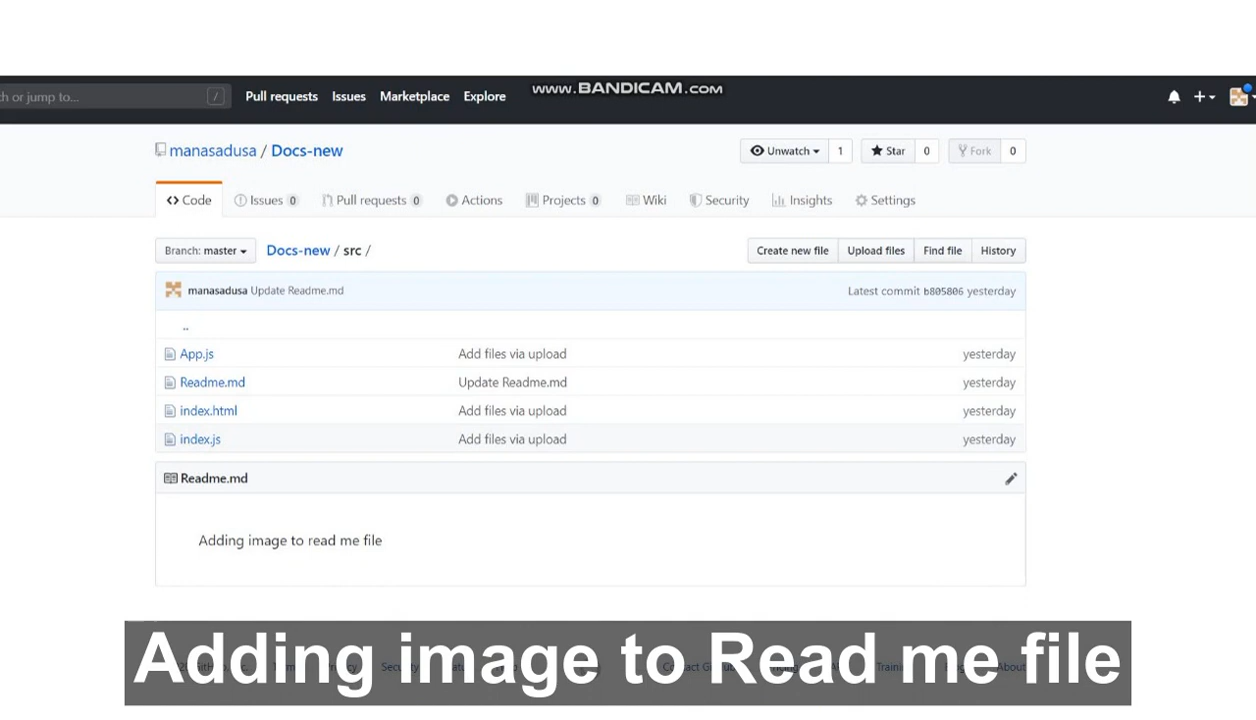 www.BANDICAM.com
ch or jump to... / Pull requests Issues Marketplace Explore
manasadusa / Docs-new Unwatch 1 Star 0 Fork 0
Code Issues 0 Pull requests 0 Actions Projects 0 Wiki Security Insights Settings
Branch: master Docs-new / src / Create new file Upload files Find file History
manasadusa Update Readme.md Latest commit b805806 yesterday
..
App.js Add files via upload yesterday
Readme.md Update Readme.md yesterday
index.html Add files via upload yesterday
index.js Add files via upload yesterday
Readme.md
Adding image to read me file
Adding image to Read me file